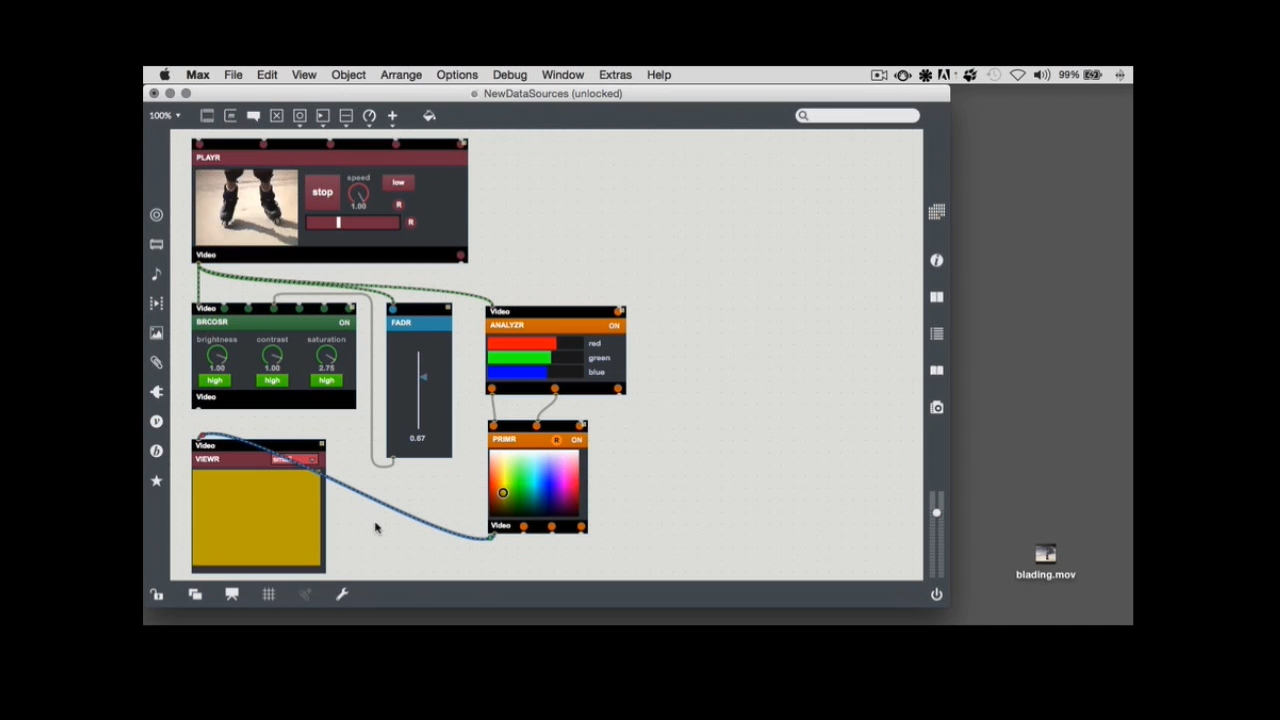 Max File Edit View Object Arrange Options Debug Window Extras Help 99%
NewDataSources (unlocked)
100%
PLAYR
stop
speed
1.00
low
R
R
Video
Video
BRCOSR ON
brightness contrast saturation
1.00 1.00 2.75
high high high
Video
FADR
0.67
Video
ANALYZR ON
red
green
blue
PRIMR R ON
Video
Video
VIEWR small
blading.mov